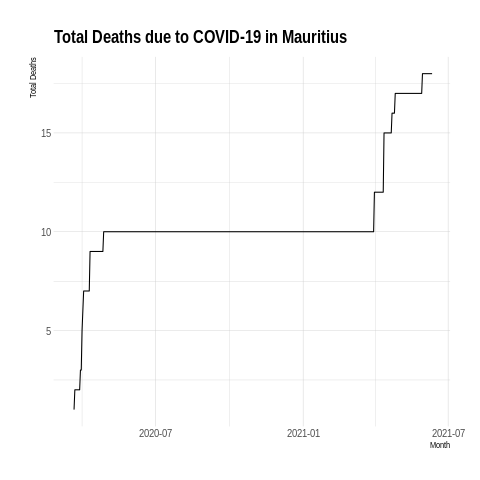 Total Deaths due to COVID-19 in Mauritius
Total Deaths
15
10
5
2020-07 2021-01 2021-07
Month